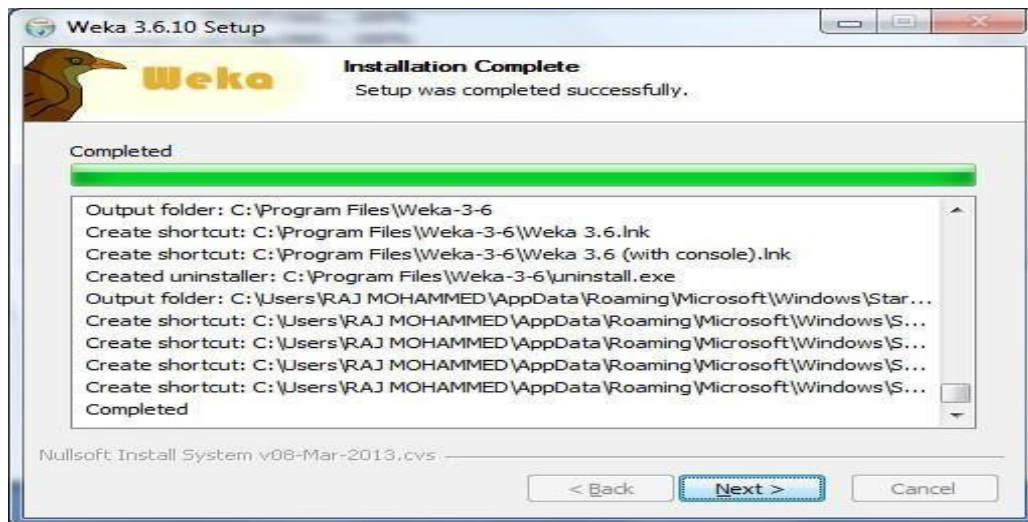 Weka 3.6.10 Setup
Weka
Installation Complete
Setup was completed successfully.
Completed
Output folder: C:\Program Files\Weka-3-6
Create shortcut: C:\Program Files\Weka-3-6\Weka 3.6.lnk
Create shortcut: C:\Program Files\Weka-3-6\Weka 3.6 (with console).lnk
Created uninstaller: C:\Program Files\Weka-3-6\uninstall.exe
Output folder: C:\Users\RAJ MOHAMMED\AppData\Roaming\Microsoft\Windows\Star...
Create shortcut: C:\Users\RAJ MOHAMMED\AppData\Roaming\Microsoft\Windows\S...
Create shortcut: C:\Users\RAJ MOHAMMED\AppData\Roaming\Microsoft\Windows\S...
Create shortcut: C:\Users\RAJ MOHAMMED\AppData\Roaming\Microsoft\Windows\S...
Create shortcut: C:\Users\RAJ MOHAMMED\AppData\Roaming\Microsoft\Windows\S...
Completed
Nullsoft Install System v08-Mar-2013.cvs
< Back
Next >
Cancel